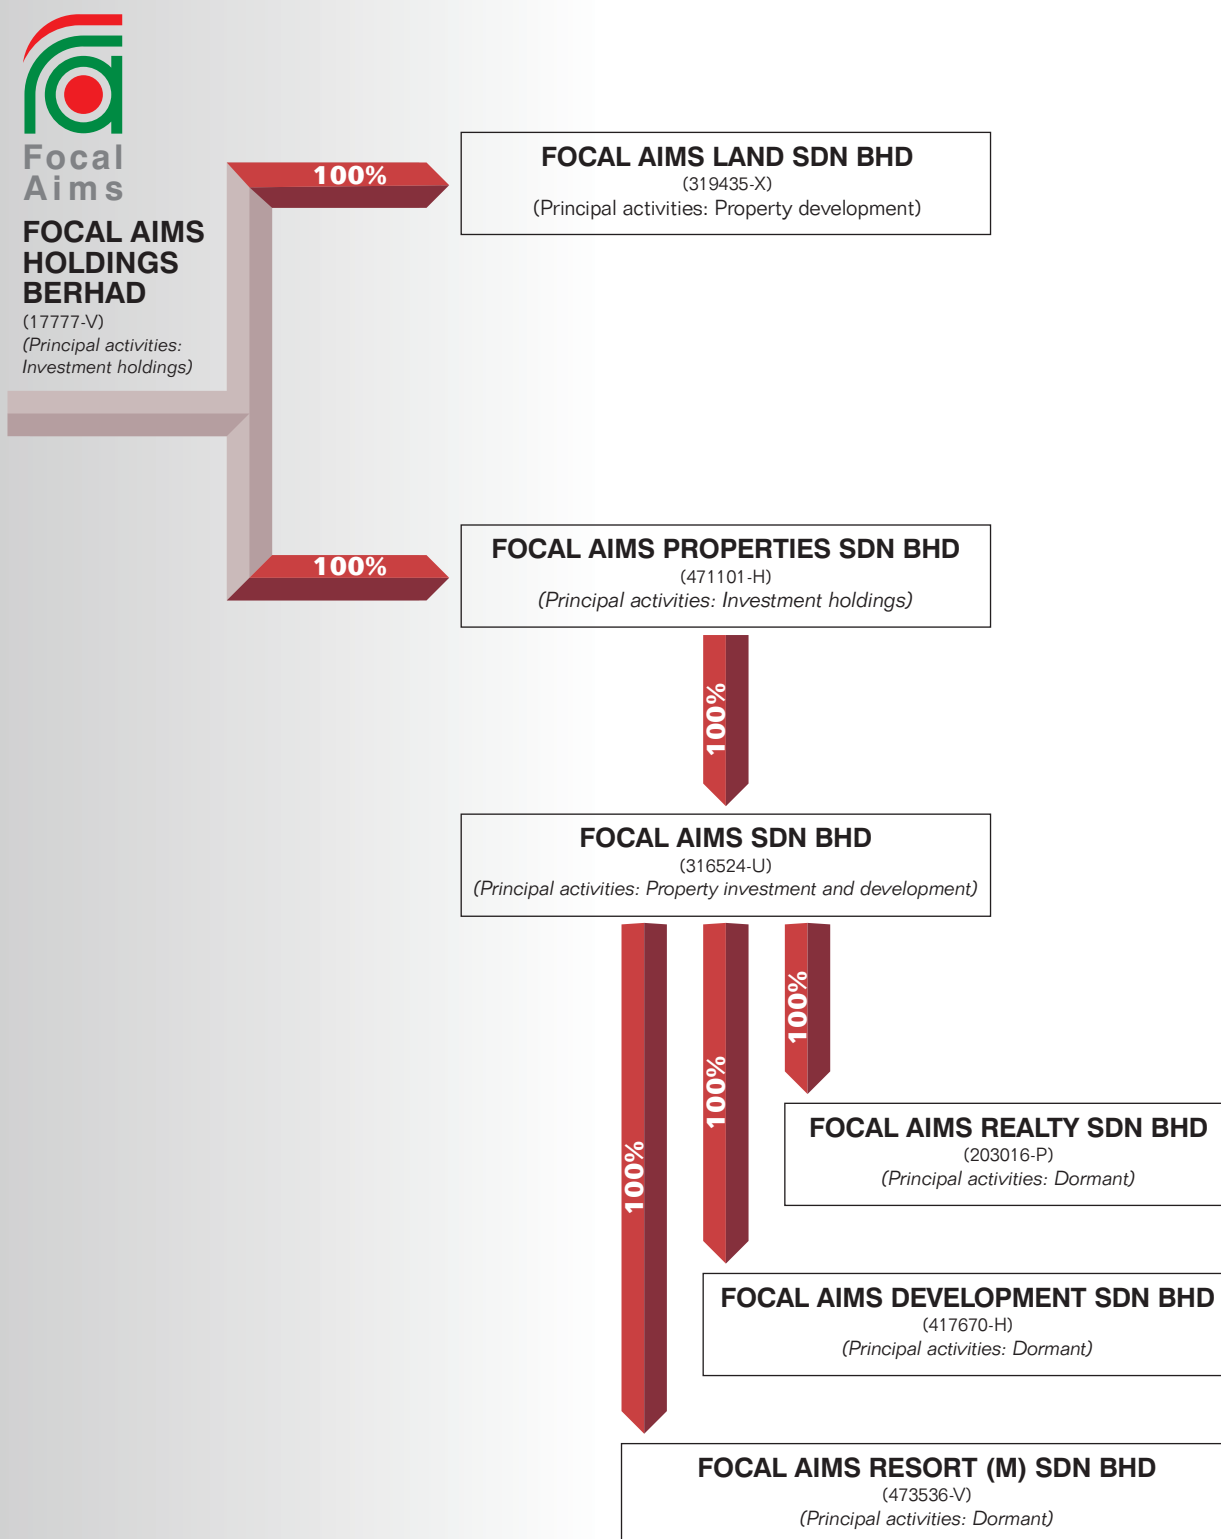 Focal
Aims
FOCAL AIMS
HOLDINGS
BERHAD
(17777-V)
(Principal activities:
Investment holdings)
100%
FOCAL AIMS LAND SDN BHD
(319435-X)
(Principal activities: Property development)
100%
FOCAL AIMS PROPERTIES SDN BHD
(471101-H)
(Principal activities: Investment holdings)
100%
FOCAL AIMS SDN BHD
(316524-U)
(Principal activities: Property investment and development)
100%
100%
100%
FOCAL AIMS REALTY SDN BHD
(203016-P)
(Principal activities: Dormant)
FOCAL AIMS DEVELOPMENT SDN BHD
(417670-H)
(Principal activities: Dormant)
FOCAL AIMS RESORT (M) SDN BHD
(473536-V)
(Principal activities: Dormant)